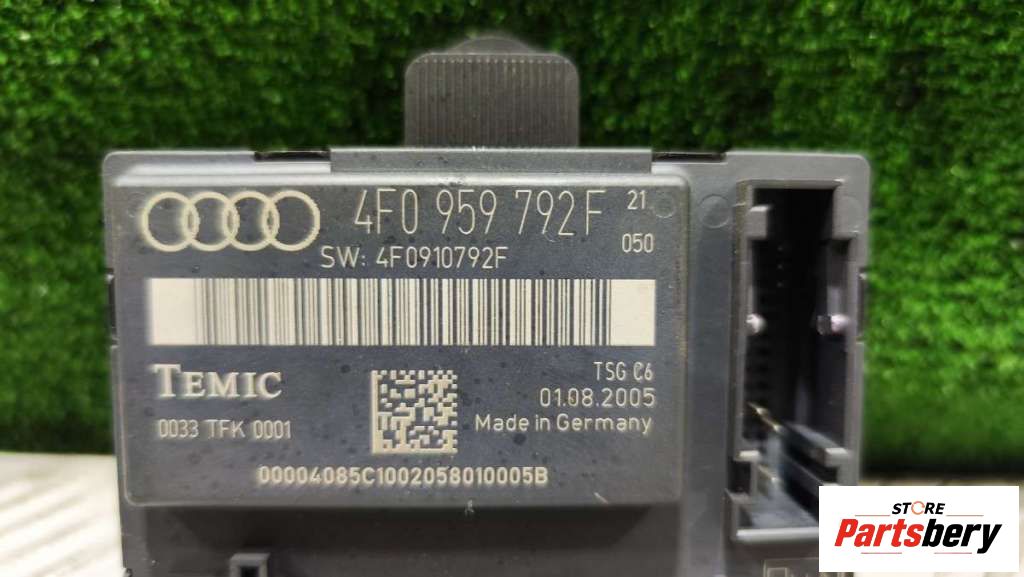 4F0 959 792F 21
050
SW: 4F0910792F
TEMIC
TSG C6
01.08.2005
0033 TFK 0001
Made in Germany
00004085C1002058010005B
STORE
Partsbery